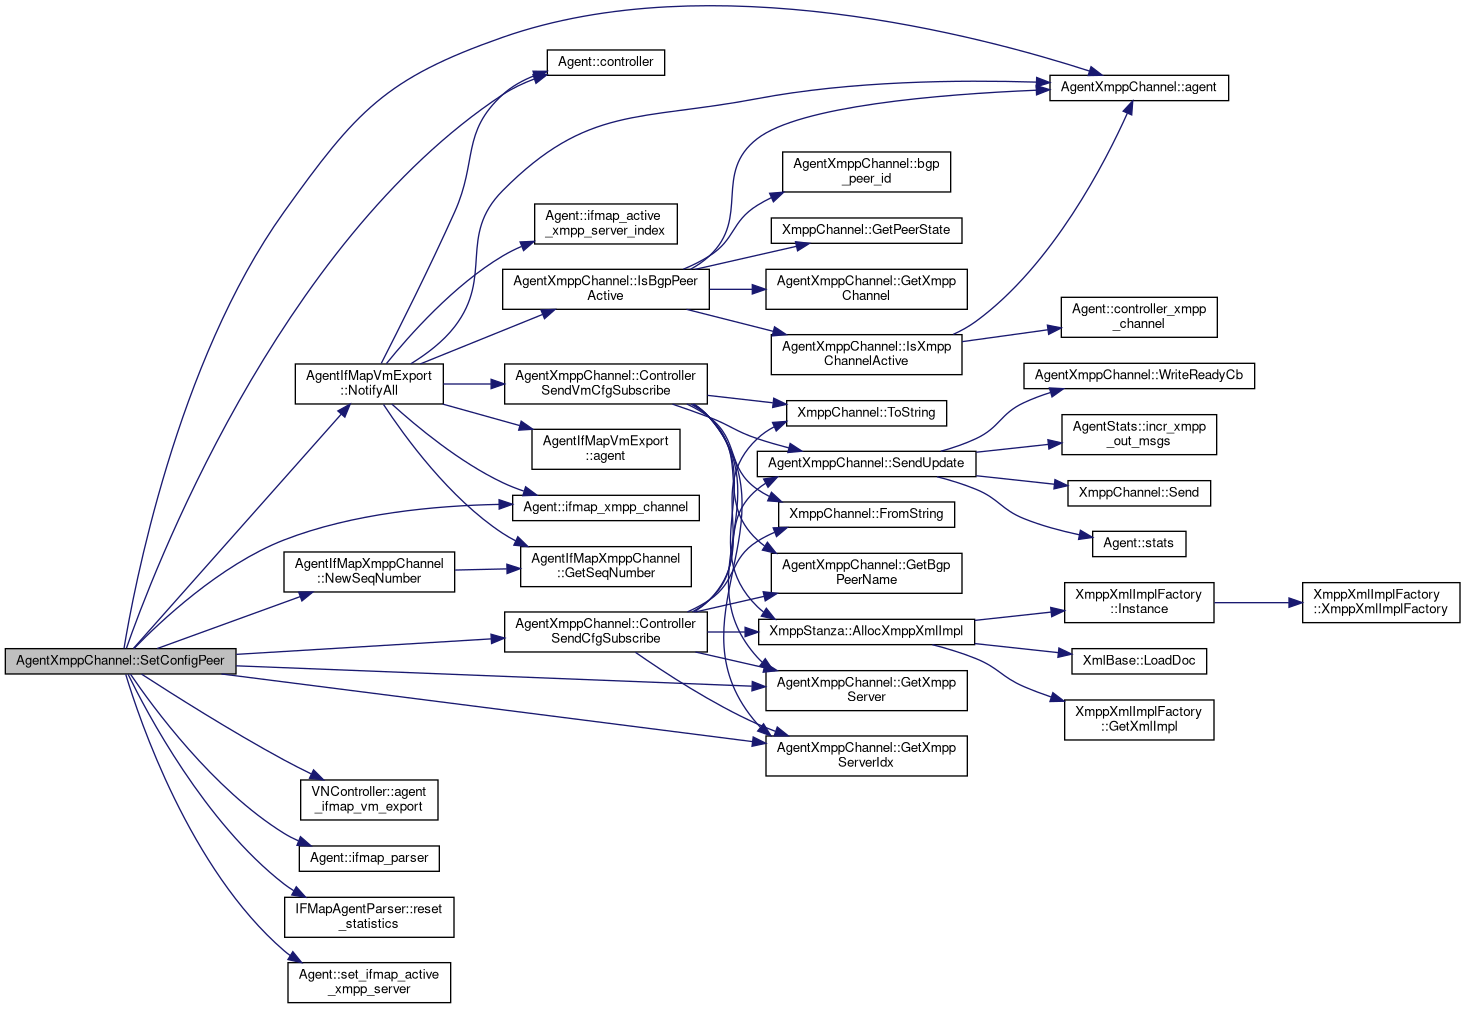 Agent::controller
AgentXmppChannel::agent
AgentXmppChannel::bgp
_peer_id
Agent::ifmap_active
_xmpp_server_index
XmppChannel::GetPeerState
AgentXmppChannel::IsBgpPeer
Active
AgentXmppChannel::GetXmpp
Channel
Agent::controller_xmpp
_channel
AgentXmppChannel::IsXmpp
ChannelActive
AgentIfMapVmExport
::NotifyAll
AgentXmppChannel::Controller
SendVmCfgSubscribe
AgentXmppChannel::WriteReadyCb
XmppChannel::ToString
AgentStats::incr_xmpp
_out_msgs
AgentIfMapVmExport
::agent
AgentXmppChannel::SendUpdate
XmppChannel::Send
Agent::ifmap_xmpp_channel
XmppChannel::FromString
Agent::stats
AgentIfMapXmppChannel
::NewSeqNumber
AgentIfMapXmppChannel
::GetSeqNumber
AgentXmppChannel::GetBgp
PeerName
XmppXmlImplFactory
::Instance
XmppXmlImplFactory
::XmppXmlImplFactory
AgentXmppChannel::Controller
SendCfgSubscribe
XmppStanza::AllocXmppXmlImpl
AgentXmppChannel::SetConfigPeer
XmlBase::LoadDoc
AgentXmppChannel::GetXmpp
Server
XmppXmlImplFactory
::GetXmlImpl
AgentXmppChannel::GetXmpp
ServerIdx
VNController::agent
_ifmap_vm_export
Agent::ifmap_parser
IFMapAgentParser::reset
_statistics
Agent::set_ifmap_active
_xmpp_server